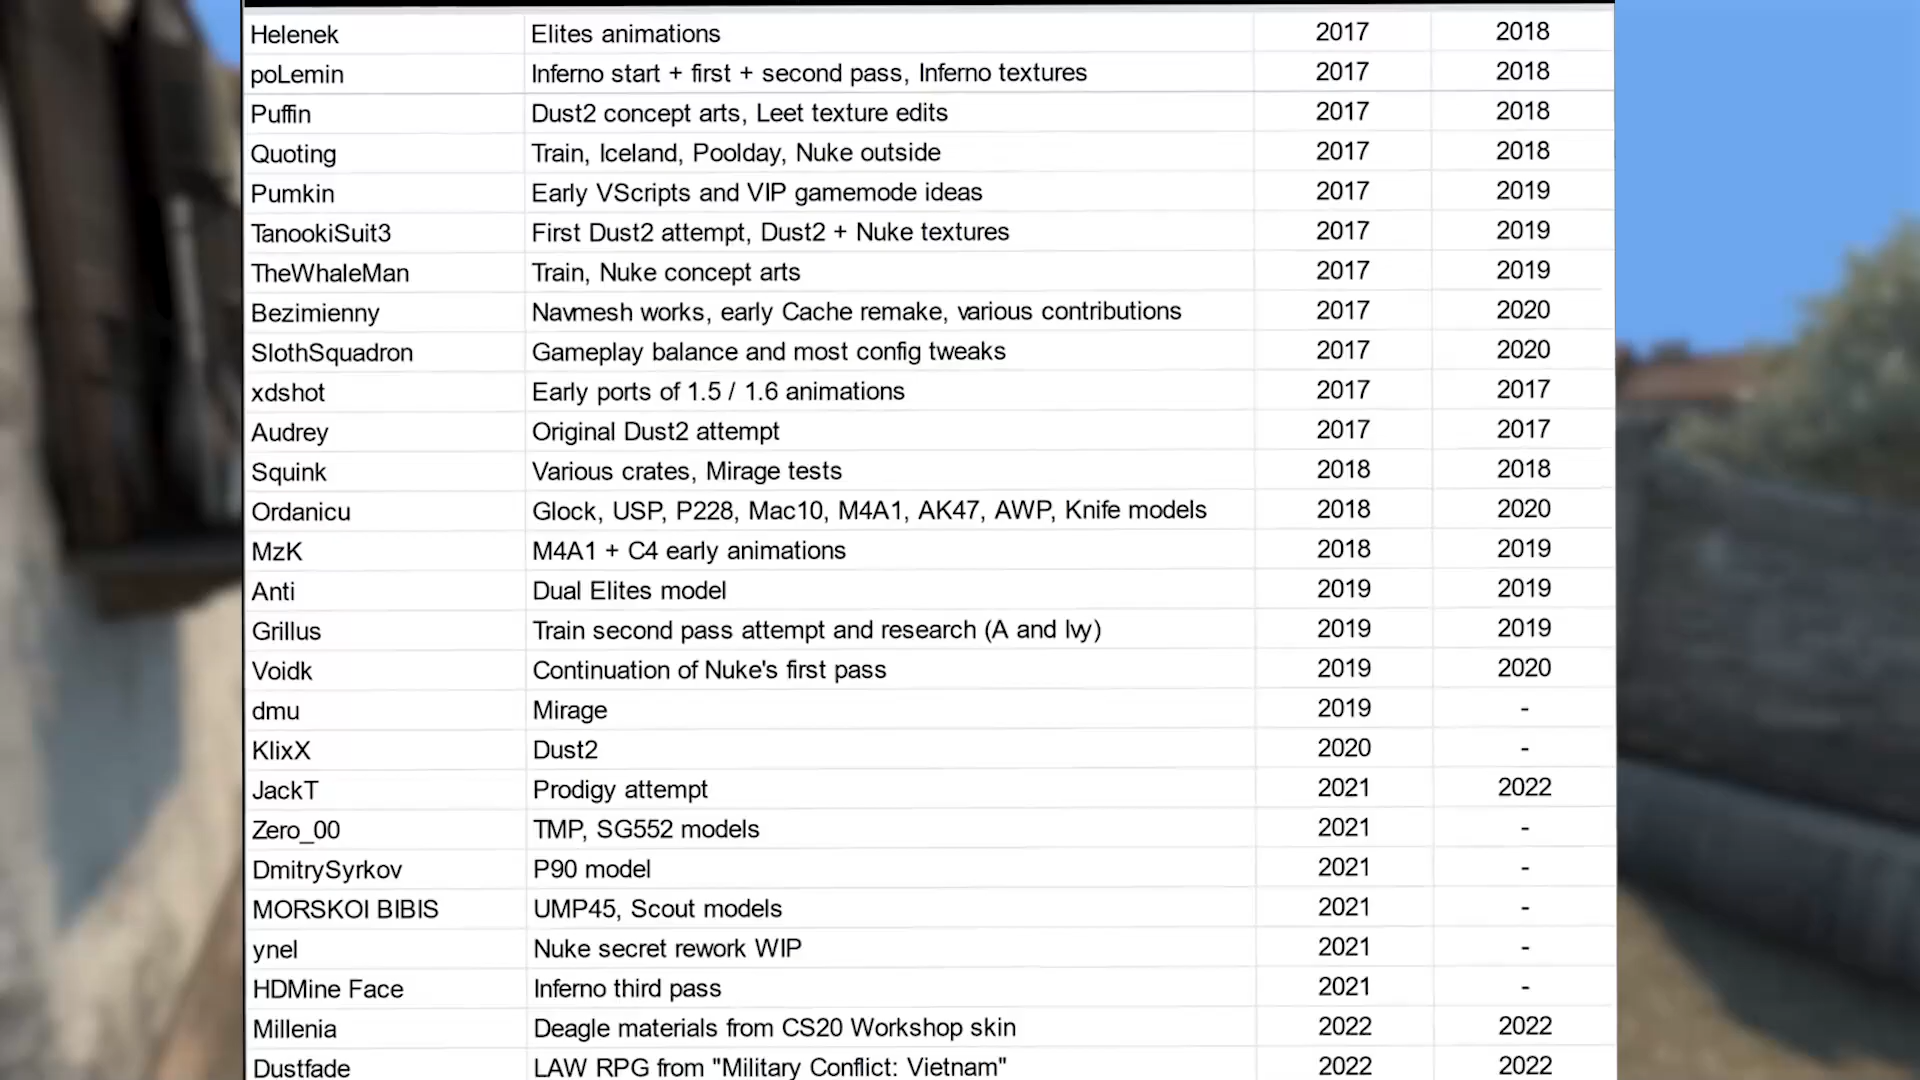 Helenek Elites animations 2017 2018
poLemin Inferno start + first + second pass, Inferno textures 2017 2018
Puffin Dust2 concept arts, Leet texture edits 2017 2018
Quoting Train, Iceland, Poolday, Nuke outside 2017 2018
Pumkin Early VScripts and VIP gamemode ideas 2017 2019
TanookiSuit3 First Dust2 attempt, Dust2 + Nuke textures 2017 2019
TheWhaleMan Train, Nuke concept arts 2017 2019
Bezimienny Navmesh works, early Cache remake, various contributions 2017 2020
SlothSquadron Gameplay balance and most config tweaks 2017 2020
xdshot Early ports of 1.5 / 1.6 animations 2017 2017
Audrey Original Dust2 attempt 2017 2017
Squink Various crates, Mirage tests 2018 2018
Ordanicu Glock, USP, P228, Mac10, M4A1, AK47, AWP, Knife models 2018 2020
MzK M4A1 + C4 early animations 2018 2019
Anti Dual Elites model 2019 2019
Grillus Train second pass attempt and research (A and Ivy) 2019 2019
Voidk Continuation of Nuke's first pass 2019 2020
dmu Mirage 2019 -
KlixX Dust2 2020 -
JackT Prodigy attempt 2021 2022
Zero_00 TMP, SG552 models 2021 -
DmitrySyrkov P90 model 2021 -
MORSKOI BIBIS UMP45, Scout models 2021 -
ynel Nuke secret rework WIP 2021 -
HDMine Face Inferno third pass 2021 -
Millenia Deagle materials from CS20 Workshop skin 2022 2022
Dustfade LAW RPG from "Military Conflict: Vietnam" 2022 2022